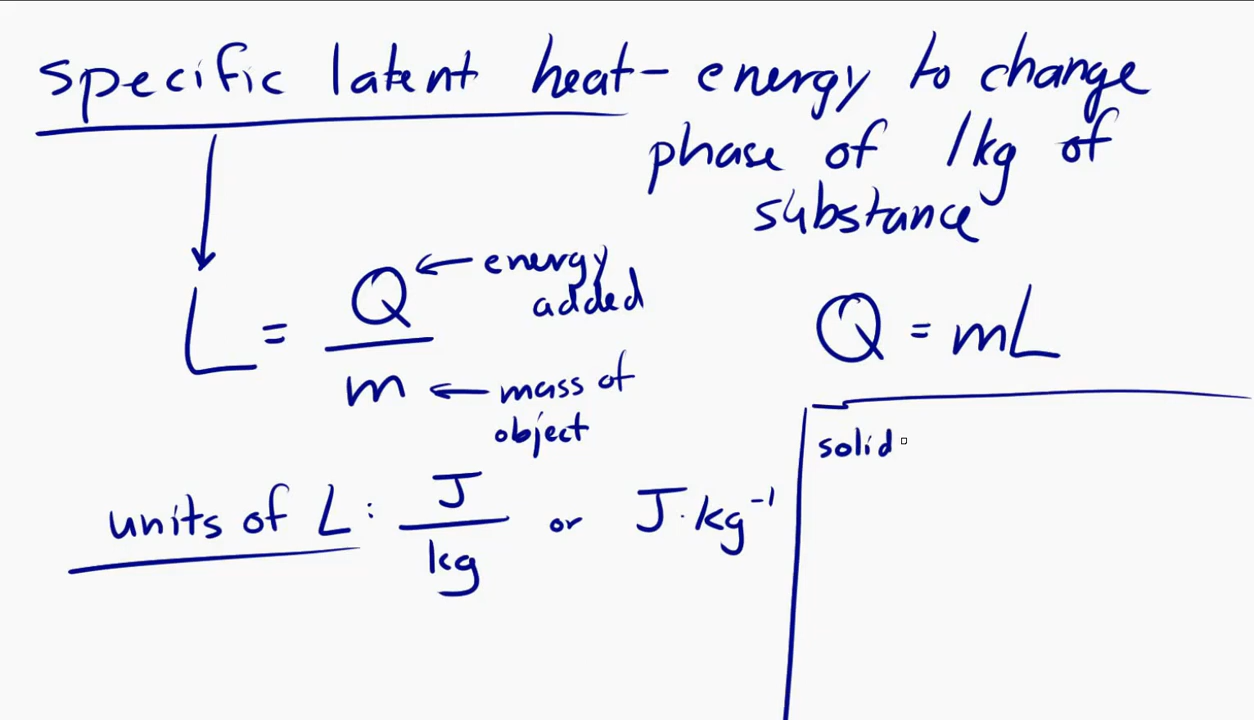 specific latent heat- energy to change
phase of 1kg of
substance
L = Q/m
← energy
added
← mass of
object
Q = mL
units of L: J/kg or J·kg⁻¹
solid